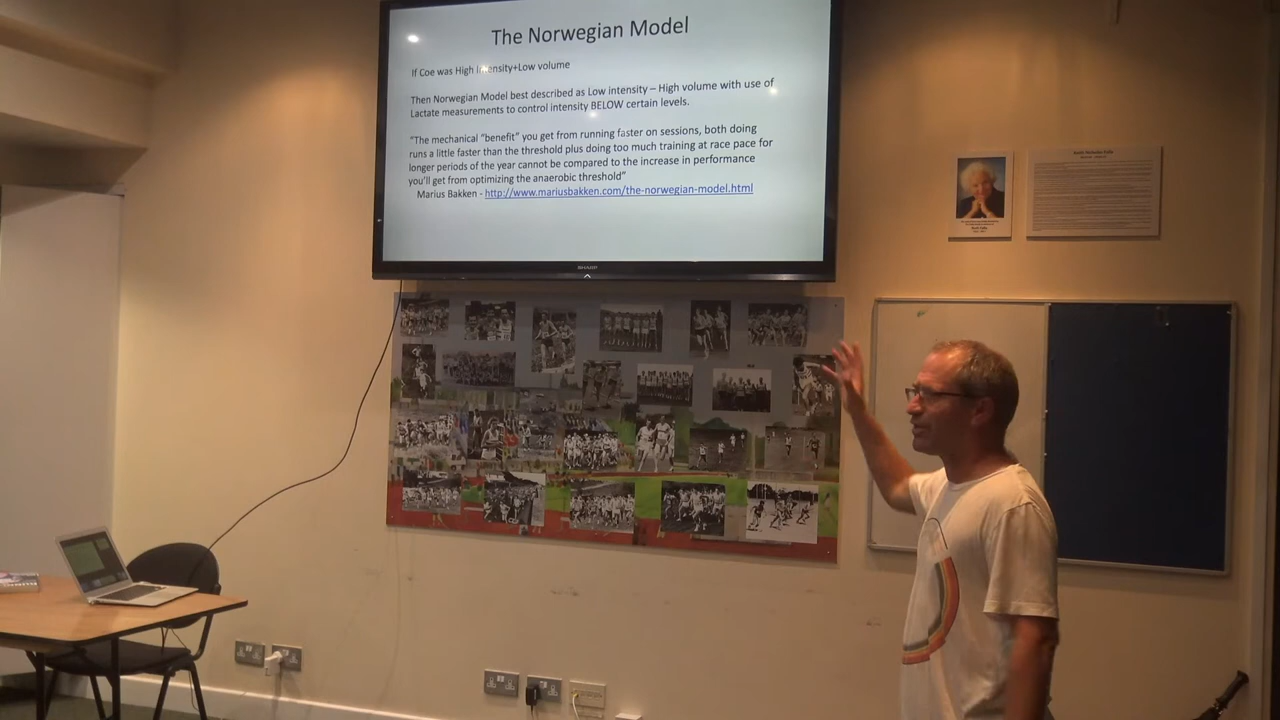 The Norwegian Model
If Coe was High Intensity+Low volume
Then Norwegian Model best described as Low intensity – High volume with use of
Lactate measurements to control intensity BELOW certain levels.
“The mechanical “benefit” you get from running faster on sessions, both doing
runs a little faster than the threshold plus doing too much training at race pace for
longer periods of the year cannot be compared to the increase in performance
you’ll get from optimizing the anaerobic threshold”
Marius Bakken - http://www.mariusbakken.com/the-norwegian-model.html
SHARP